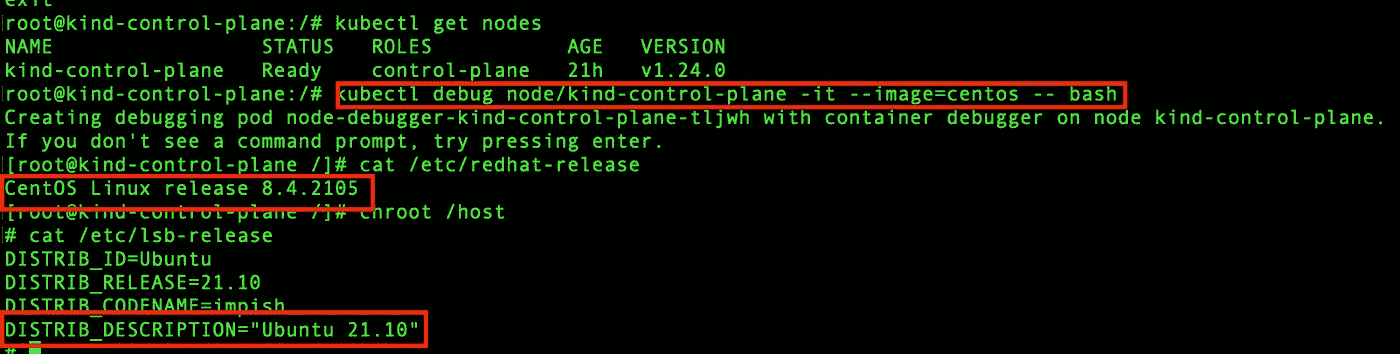 exit
root@kind-control-plane:/# kubectl get nodes
NAME STATUS ROLES AGE VERSION
kind-control-plane Ready control-plane 21h v1.24.0
root@kind-control-plane:/# kubectl debug node/kind-control-plane -it --image=centos -- bash
Creating debugging pod node-debugger-kind-control-plane-tljwh with container debugger on node kind-control-plane.
If you don't see a command prompt, try pressing enter.
[root@kind-control-plane /]# cat /etc/redhat-release
CentOS Linux release 8.4.2105
[root@kind-control-plane /]# chroot /host
# cat /etc/lsb-release
DISTRIB_ID=Ubuntu
DISTRIB_RELEASE=21.10
DISTRIB_CODENAME=impish
DISTRIB_DESCRIPTION="Ubuntu 21.10"
#